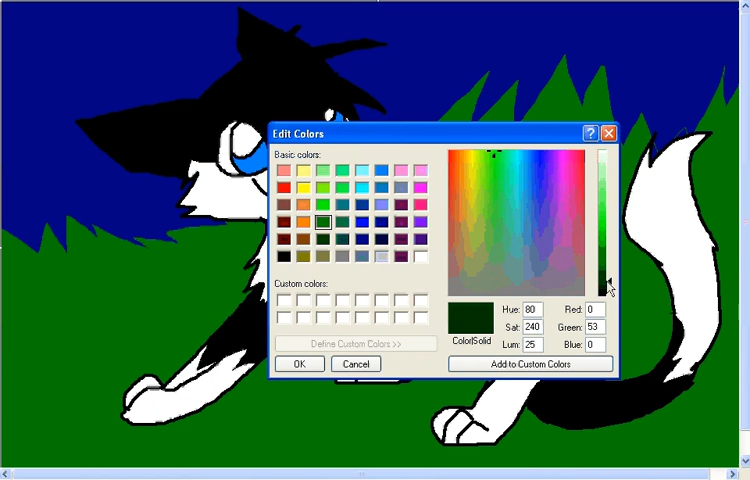 Edit Colors
Basic colors:
Custom colors:
Define Custom Colors >>
OK Cancel
Color|Solid
Hue: 80 Red: 0
Sat: 240 Green: 53
Lum: 25 Blue: 0
Add to Custom Colors